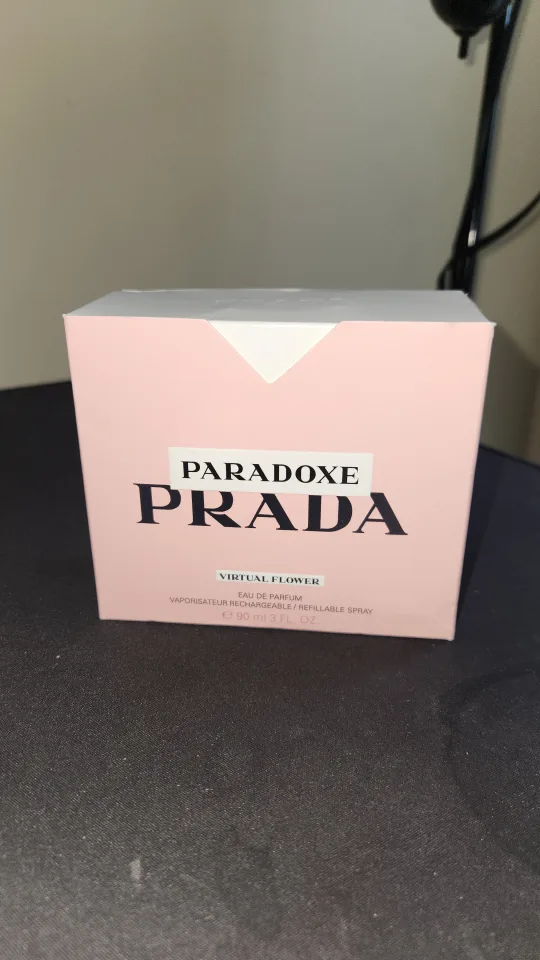 PARADOXE
PRADA
VIRTUAL FLOWER
EAU DE PARFUM
VAPORISATEUR RECHARGEABLE / REFILLABLE SPRAY
℮ 90 ml 3 FL. OZ.